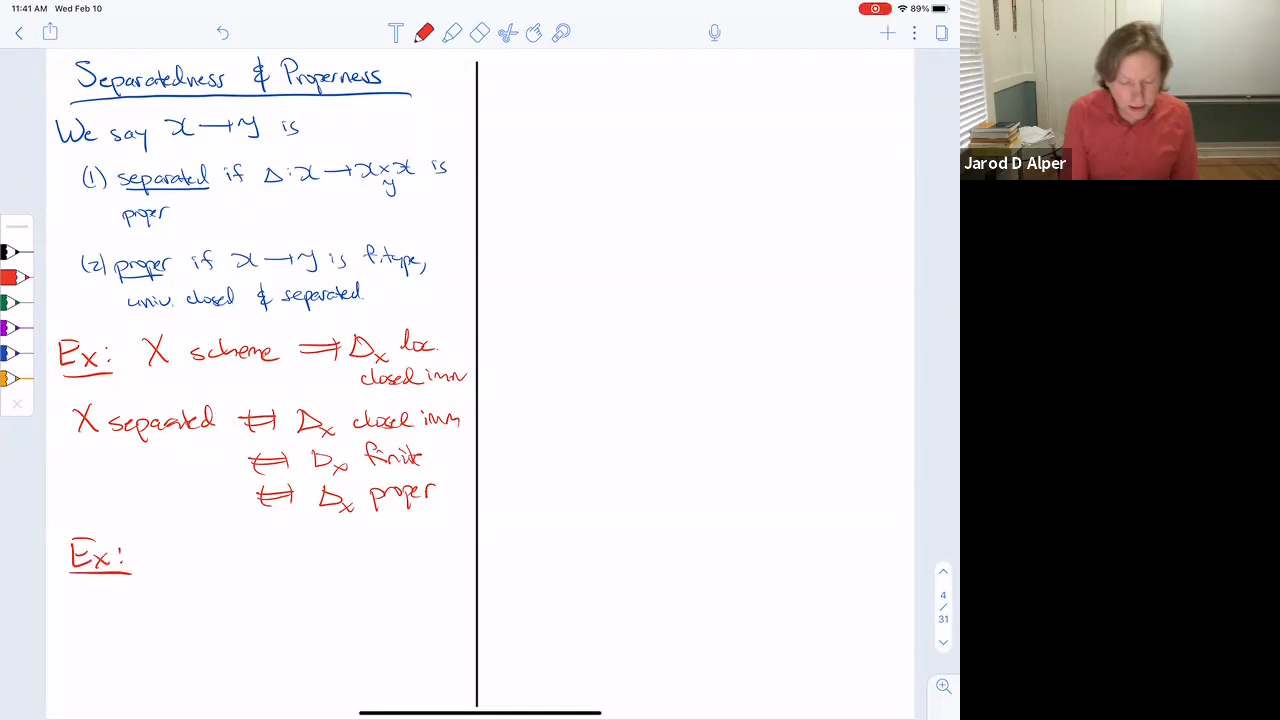 11:41 AM Wed Feb 10
89%
Separatedness & Properness
We say 𝒳 → 𝒴 is
(1) separated if Δ: 𝒳 → 𝒳 ×_𝒴 𝒳 is
proper
(2) proper if 𝒳 → 𝒴 is f.type,
univ. closed & separated.
Ex: X scheme ⟹ Δ_X loc.
closed imm
X separated ⟺ Δ_X closed imm
⟺ Δ_X finite
⟺ Δ_X proper
Ex:
4
/
31
Jarod D Alper